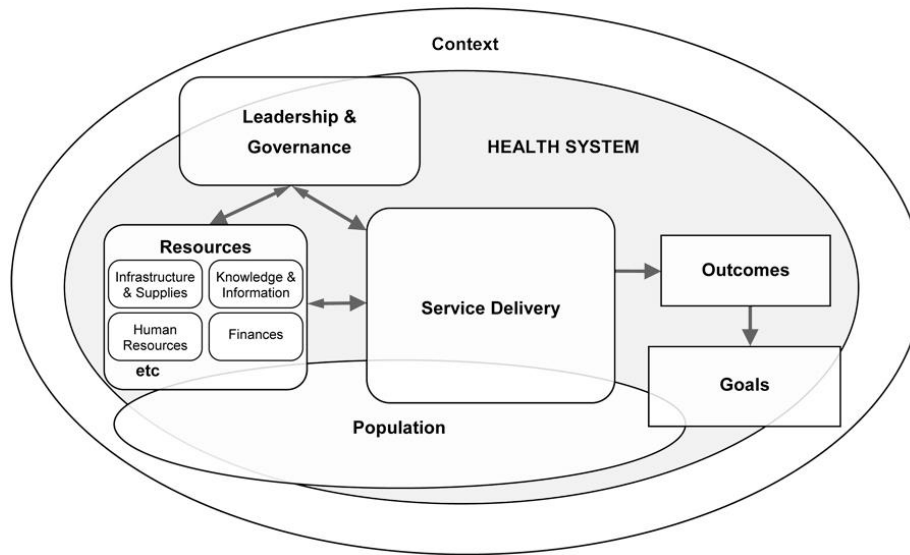 Context
Leadership &
Governance
HEALTH SYSTEM
Resources
Infrastructure
& Supplies
Knowledge &
Information
Human
Resources
Finances
etc
Service Delivery
Outcomes
Goals
Population